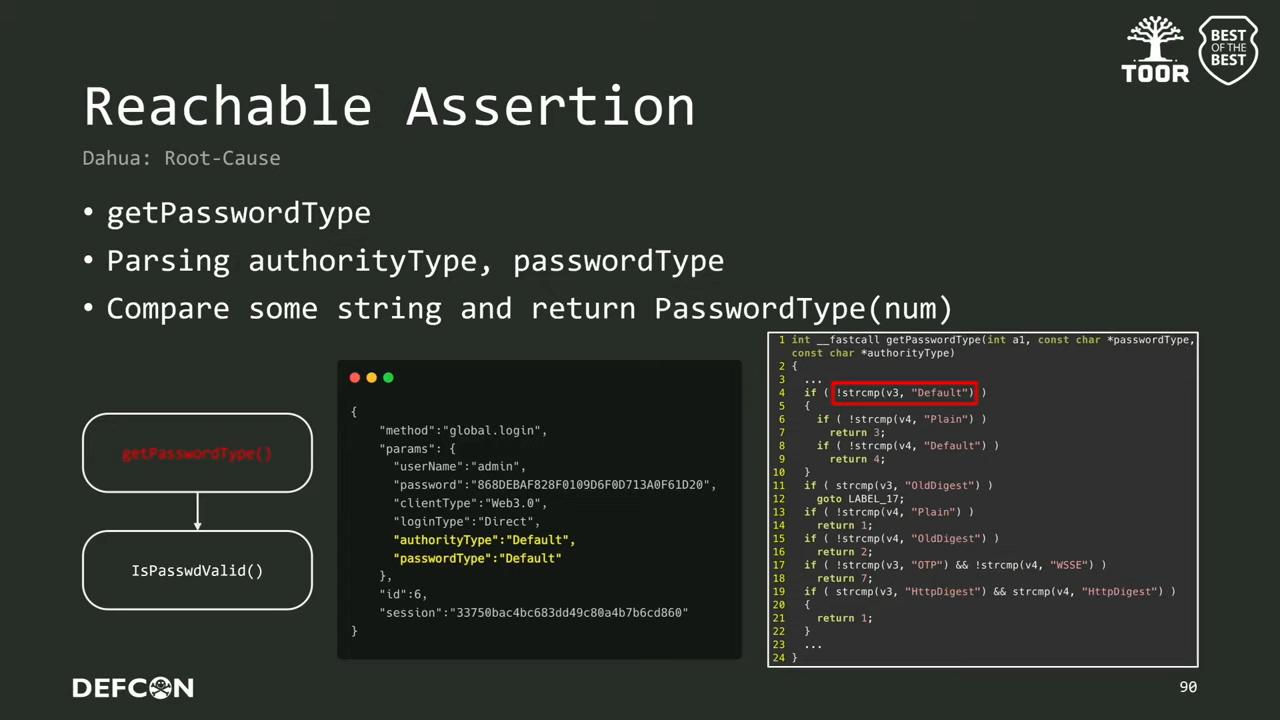 TOOR
BEST
OF THE
BEST
Reachable Assertion
Dahua: Root-Cause
• getPasswordType
• Parsing authorityType, passwordType
• Compare some string and return PasswordType(num)
getPasswordType()
IsPasswdValid()
{
"method":"global.login",
"params": {
"userName":"admin",
"password":"868DEBAF828F0109D6F0D713A0F61D20",
"clientType":"Web3.0",
"loginType":"Direct",
"authorityType":"Default",
"passwordType":"Default"
},
"id":6,
"session":"33750bac4bc683dd49c80a4b7b6cd860"
}
1 int __fastcall getPasswordType(int a1, const char *passwordType,
const char *authorityType)
2 {
3 ...
4 if ( !strcmp(v3, "Default") )
5 {
6 if ( !strcmp(v4, "Plain") )
7 return 3;
8 if ( !strcmp(v4, "Default") )
9 return 4;
10 }
11 if ( strcmp(v3, "OldDigest") )
12 goto LABEL_17;
13 if ( !strcmp(v4, "Plain") )
14 return 1;
15 if ( !strcmp(v4, "OldDigest") )
16 return 2;
17 if ( !strcmp(v3, "OTP") && !strcmp(v4, "WSSE") )
18 return 7;
19 if ( strcmp(v3, "HttpDigest") && strcmp(v4, "HttpDigest") )
20 {
21 return 1;
22 }
23 ...
24 }
DEFCON
90